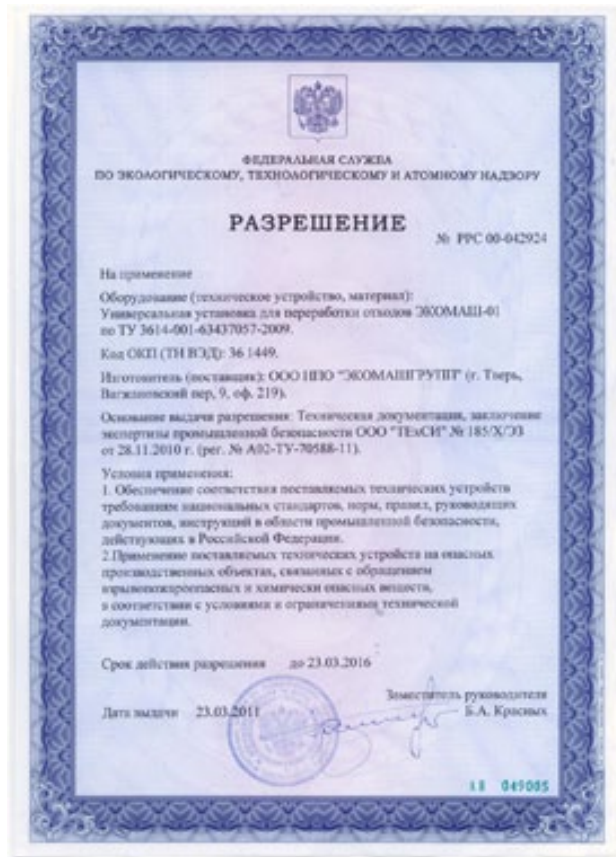 ФЕДЕРАЛЬНАЯ СЛУЖБА
ПО ЭКОЛОГИЧЕСКОМУ, ТЕХНОЛОГИЧЕСКОМУ И АТОМНОМУ НАДЗОРУ
РАЗРЕШЕНИЕ
№ РРС 00-042924
На применение
Оборудование (техническое устройство, материал):
Универсальная установка для переработки отходов ЭКОМАШ-01
по ТУ 3614-001-63437057-2009.
Код ОКП (ТН ВЭД): 36 1449.
Изготовитель (поставщик): ООО НПО "ЭКОМАШГРУПП" (г. Тверь,
Вагжановский пер, 9, оф. 219).
Основание выдачи разрешения: Техническая документация, заключение
экспертизы промышленной безопасности ООО "ТЕхСИ" № 185/Х/ЭЗ
от 28.11.2010 г. (рег. № А02-ТУ-70588-11).
Условия применения:
1. Обеспечение соответствия поставляемых технических устройств
требованиям национальных стандартов, норм, правил, руководящих
документов, инструкций в области промышленной безопасности,
действующих в Российской Федерации.
2.Применение поставляемых технических устройств на опасных
производственных объектах, связанных с обращением
взрывопожароопасных и химически опасных веществ,
в соответствии с условиями и ограничениями технической
документации.
Срок действия разрешения до 23.03.2016
Заместитель руководителя
Дата выдачи 23.03.2011 Б.А. Красных
049005